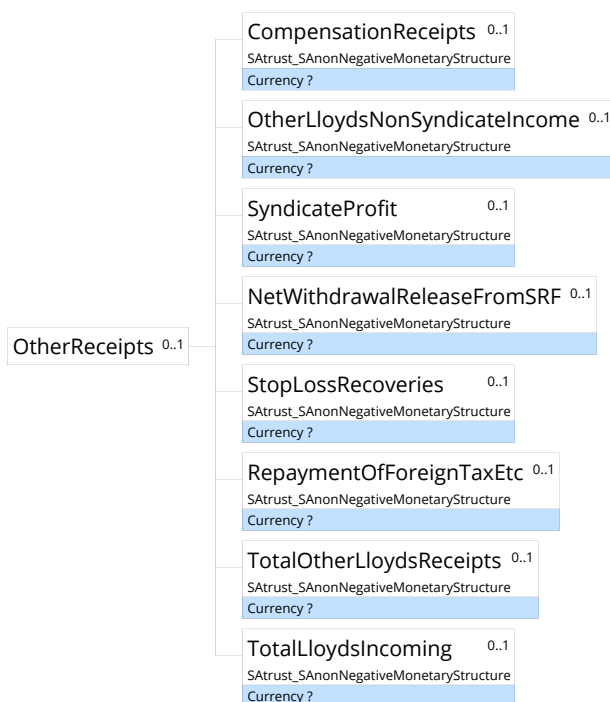 CompensationReceipts 0..1
SAtrust_SAnonNegativeMonetaryStructure
Currency ?
OtherLloydsNonSyndicateIncome 0..1
SAtrust_SAnonNegativeMonetaryStructure
Currency ?
SyndicateProfit 0..1
SAtrust_SAnonNegativeMonetaryStructure
Currency ?
NetWithdrawalReleaseFromSRF 0..1
SAtrust_SAnonNegativeMonetaryStructure
Currency ?
OtherReceipts 0..1
StopLossRecoveries 0..1
SAtrust_SAnonNegativeMonetaryStructure
Currency ?
RepaymentOfForeignTaxEtc 0..1
SAtrust_SAnonNegativeMonetaryStructure
Currency ?
TotalOtherLloydsReceipts 0..1
SAtrust_SAnonNegativeMonetaryStructure
Currency ?
TotalLloydsIncoming 0..1
SAtrust_SAnonNegativeMonetaryStructure
Currency ?